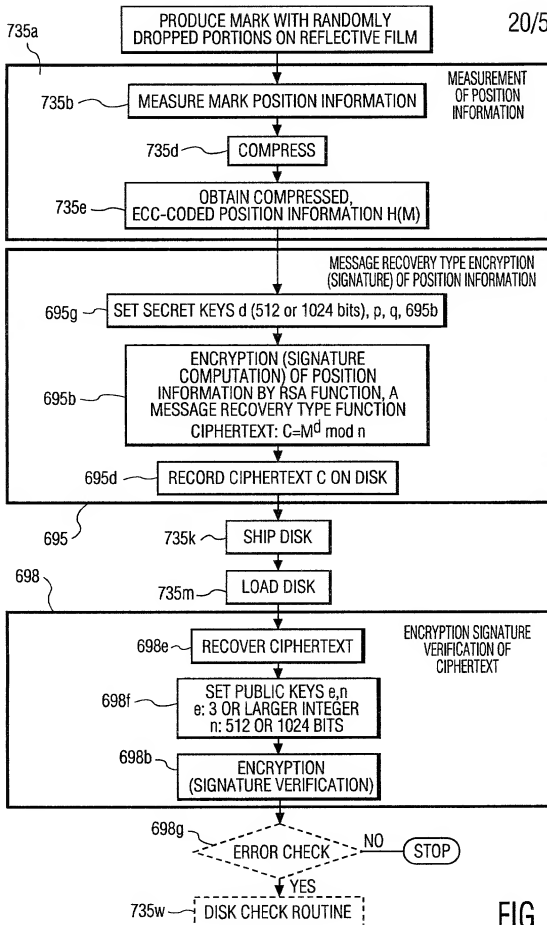 20/5
PRODUCE MARK WITH RANDOMLY
DROPPED PORTIONS ON REFLECTIVE FILM
735a
MEASUREMENT
OF POSITION
INFORMATION
735b
MEASURE MARK POSITION INFORMATION
735d
COMPRESS
735e
OBTAIN COMPRESSED,
ECC-CODED POSITION INFORMATION H(M)
MESSAGE RECOVERY TYPE ENCRYPTION
(SIGNATURE) OF POSITION INFORMATION
695g
SET SECRET KEYS d (512 or 1024 bits), p, q, 695b
695b
ENCRYPTION (SIGNATURE
COMPUTATION) OF POSITION
INFORMATION BY RSA FUNCTION, A
MESSAGE RECOVERY TYPE FUNCTION
CIPHERTEXT: C=M^d mod n
695d
RECORD CIPHERTEXT C ON DISK
695
735k
SHIP DISK
698
735m
LOAD DISK
ENCRYPTION SIGNATURE
VERIFICATION OF
CIPHERTEXT
698e
RECOVER CIPHERTEXT
698f
SET PUBLIC KEYS e,n
e: 3 OR LARGER INTEGER
n: 512 OR 1024 BITS
698b
ENCRYPTION
(SIGNATURE VERIFICATION)
698g
ERROR CHECK
NO
STOP
YES
735w
DISK CHECK ROUTINE
FIG